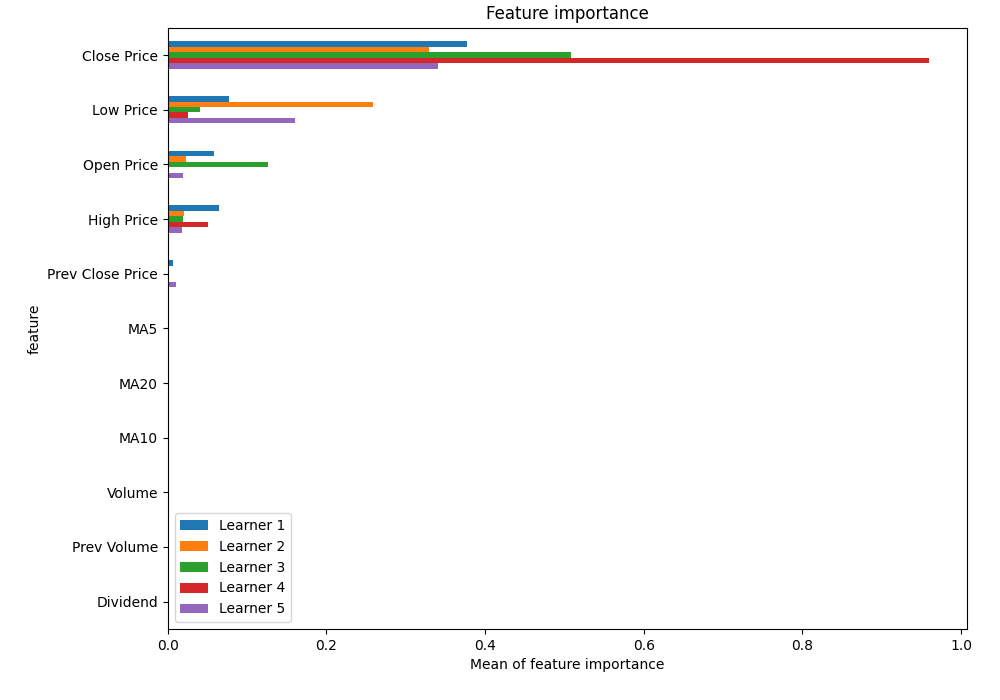 Feature importance
Close Price
Low Price
Open Price
High Price
Prev Close Price
MA5
MA20
MA10
Volume
Prev Volume
Dividend
feature
Learner 1
Learner 2
Learner 3
Learner 4
Learner 5
0.0 0.2 0.4 0.6 0.8 1.0
Mean of feature importance